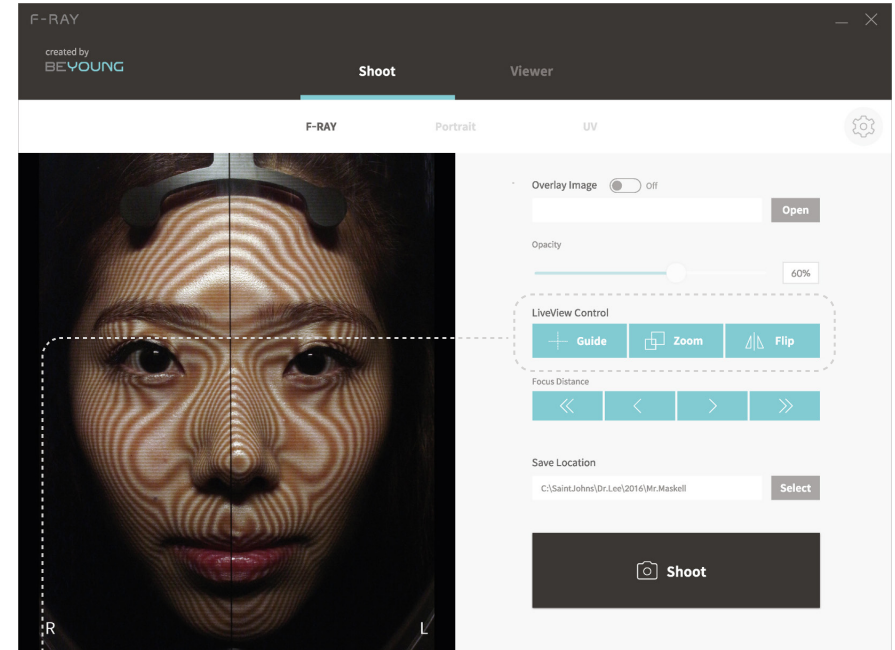 F-RAY
created by
BEYOUNG
Shoot Viewer
F-RAY Portrait UV
Overlay Image Off
Open
Opacity
60%
LiveView Control
Guide Zoom Flip
Focus Distance
Save Location
C:\SaintJohns\Dr.Lee\2016\Mr.Maskell Select
Shoot
R L